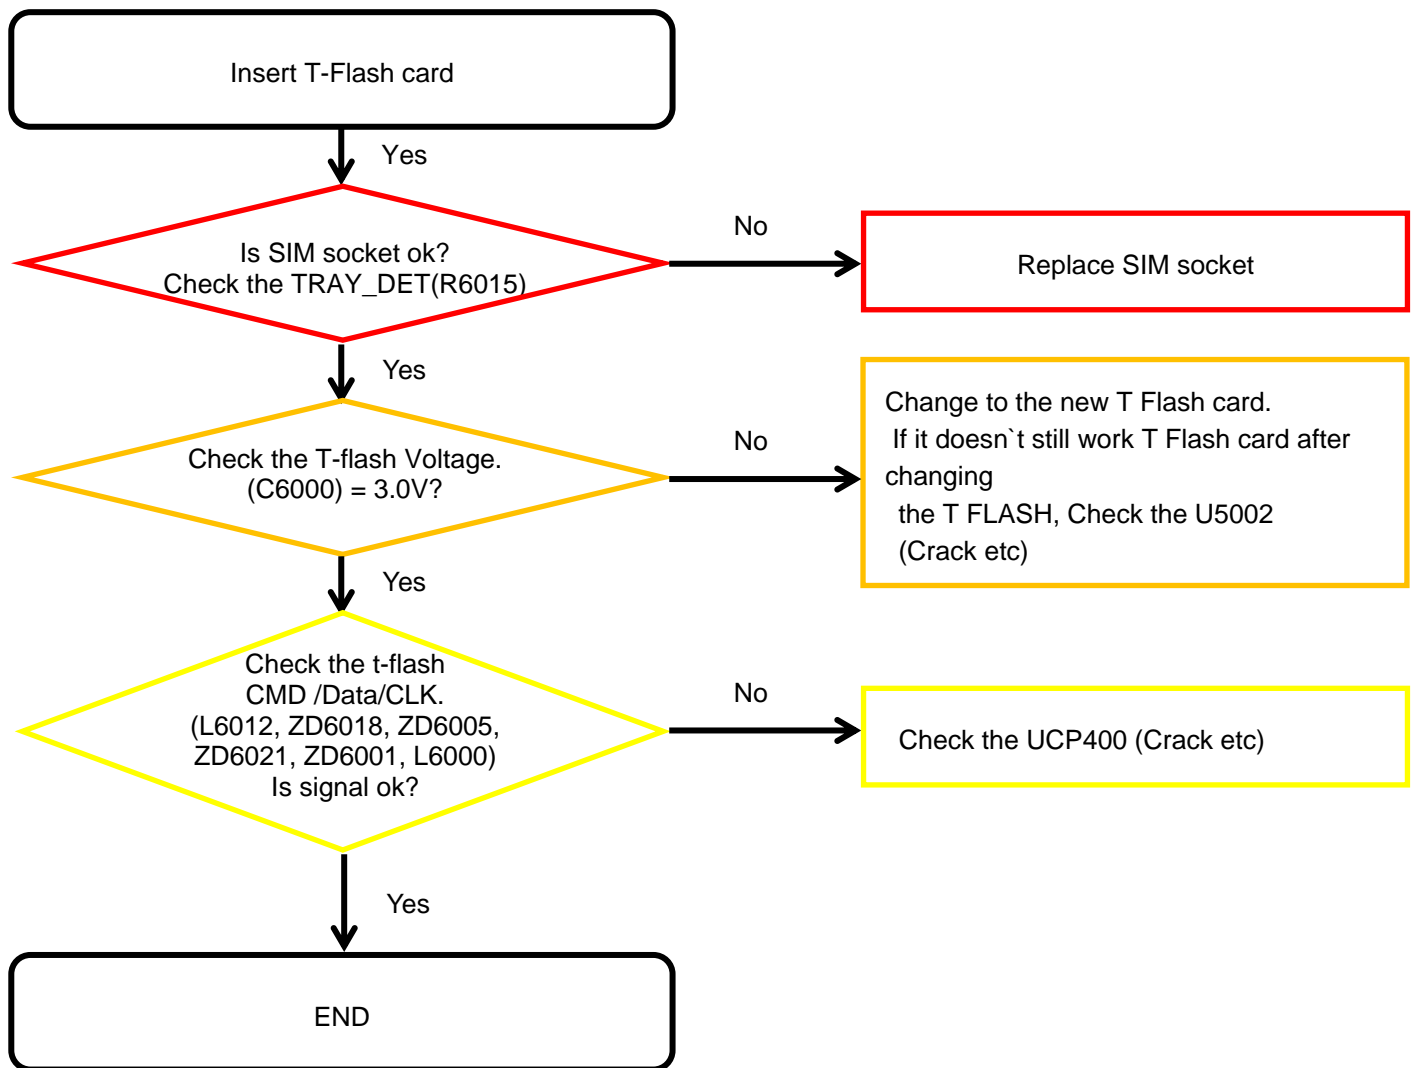 Insert T-Flash card
Yes
Is SIM socket ok?
Check the TRAY_DET(R6015)
No
Replace SIM socket
Yes
Check the T-flash Voltage.
(C6000) = 3.0V?
No
Change to the new T Flash card.
If it doesn`t still work T Flash card after
changing
the T FLASH, Check the U5002
(Crack etc)
Yes
Check the t-flash
CMD /Data/CLK.
(L6012, ZD6018, ZD6005,
ZD6021, ZD6001, L6000)
Is signal ok?
No
Check the UCP400 (Crack etc)
Yes
END